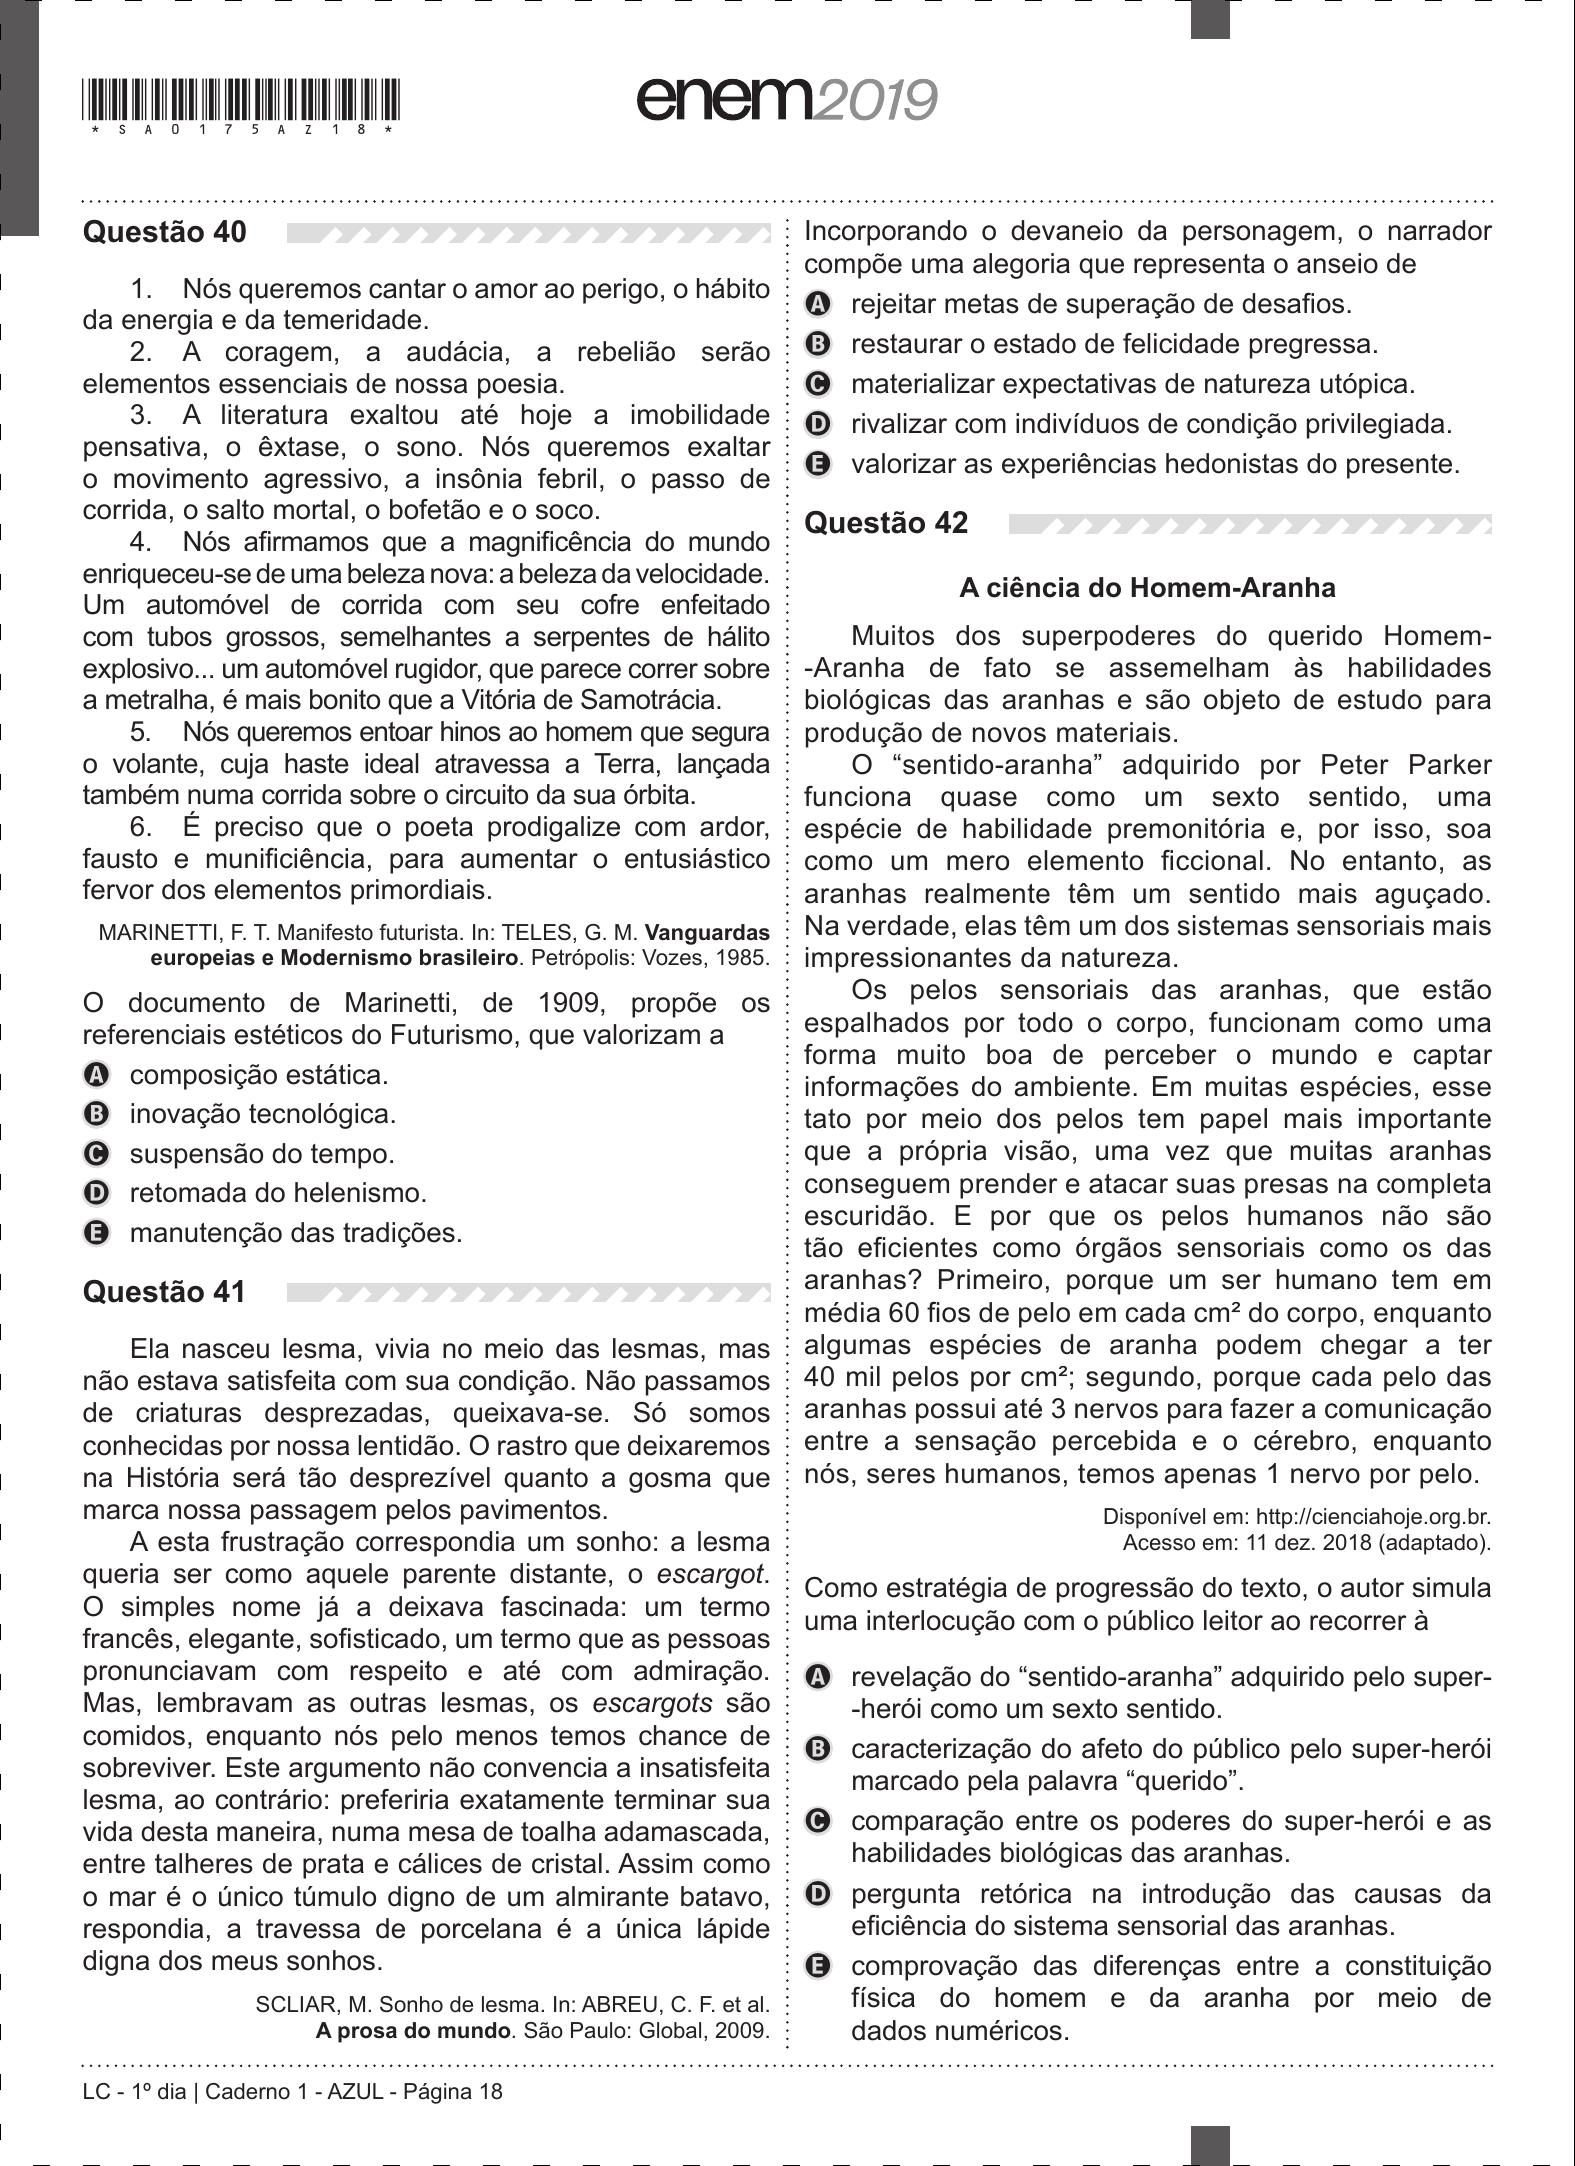 *SA0175AZ18*
enem2019
Questão 40
1. Nós queremos cantar o amor ao perigo, o hábito
da energia e da temeridade.
2. A coragem, a audácia, a rebelião serão
elementos essenciais de nossa poesia.
3. A literatura exaltou até hoje a imobilidade
pensativa, o êxtase, o sono. Nós queremos exaltar
o movimento agressivo, a insônia febril, o passo de
corrida, o salto mortal, o bofetão e o soco.
4. Nós afirmamos que a magnificência do mundo
enriqueceu-se de uma beleza nova: a beleza da velocidade.
Um automóvel de corrida com seu cofre enfeitado
com tubos grossos, semelhantes a serpentes de hálito
explosivo... um automóvel rugidor, que parece correr sobre
a metralha, é mais bonito que a Vitória de Samotrácia.
5. Nós queremos entoar hinos ao homem que segura
o volante, cuja haste ideal atravessa a Terra, lançada
também numa corrida sobre o circuito da sua órbita.
6. É preciso que o poeta prodigalize com ardor,
fausto e munificiência, para aumentar o entusiástico
fervor dos elementos primordiais.
MARINETTI, F. T. Manifesto futurista. In: TELES, G. M. Vanguardas
europeias e Modernismo brasileiro. Petrópolis: Vozes, 1985.
O documento de Marinetti, de 1909, propõe os
referenciais estéticos do Futurismo, que valorizam a
A composição estática.
B inovação tecnológica.
C suspensão do tempo.
D retomada do helenismo.
E manutenção das tradições.
Questão 41
Ela nasceu lesma, vivia no meio das lesmas, mas
não estava satisfeita com sua condição. Não passamos
de criaturas desprezadas, queixava-se. Só somos
conhecidas por nossa lentidão. O rastro que deixaremos
na História será tão desprezível quanto a gosma que
marca nossa passagem pelos pavimentos.
A esta frustração correspondia um sonho: a lesma
queria ser como aquele parente distante, o escargot.
O simples nome já a deixava fascinada: um termo
francês, elegante, sofisticado, um termo que as pessoas
pronunciavam com respeito e até com admiração.
Mas, lembravam as outras lesmas, os escargots são
comidos, enquanto nós pelo menos temos chance de
sobreviver. Este argumento não convencia a insatisfeita
lesma, ao contrário: preferiria exatamente terminar sua
vida desta maneira, numa mesa de toalha adamascada,
entre talheres de prata e cálices de cristal. Assim como
o mar é o único túmulo digno de um almirante batavo,
respondia, a travessa de porcelana é a única lápide
digna dos meus sonhos.
SCLIAR, M. Sonho de lesma. In: ABREU, C. F. et al.
A prosa do mundo. São Paulo: Global, 2009.
Incorporando o devaneio da personagem, o narrador
compõe uma alegoria que representa o anseio de
A rejeitar metas de superação de desafios.
B restaurar o estado de felicidade pregressa.
C materializar expectativas de natureza utópica.
D rivalizar com indivíduos de condição privilegiada.
E valorizar as experiências hedonistas do presente.
Questão 42
A ciência do Homem-Aranha
Muitos dos superpoderes do querido Homem-
-Aranha de fato se assemelham às habilidades
biológicas das aranhas e são objeto de estudo para
produção de novos materiais.
O “sentido-aranha” adquirido por Peter Parker
funciona quase como um sexto sentido, uma
espécie de habilidade premonitória e, por isso, soa
como um mero elemento ficcional. No entanto, as
aranhas realmente têm um sentido mais aguçado.
Na verdade, elas têm um dos sistemas sensoriais mais
impressionantes da natureza.
Os pelos sensoriais das aranhas, que estão
espalhados por todo o corpo, funcionam como uma
forma muito boa de perceber o mundo e captar
informações do ambiente. Em muitas espécies, esse
tato por meio dos pelos tem papel mais importante
que a própria visão, uma vez que muitas aranhas
conseguem prender e atacar suas presas na completa
escuridão. E por que os pelos humanos não são
tão eficientes como órgãos sensoriais como os das
aranhas? Primeiro, porque um ser humano tem em
média 60 fios de pelo em cada cm² do corpo, enquanto
algumas espécies de aranha podem chegar a ter
40 mil pelos por cm²; segundo, porque cada pelo das
aranhas possui até 3 nervos para fazer a comunicação
entre a sensação percebida e o cérebro, enquanto
nós, seres humanos, temos apenas 1 nervo por pelo.
Disponível em: http://cienciahoje.org.br.
Acesso em: 11 dez. 2018 (adaptado).
Como estratégia de progressão do texto, o autor simula
uma interlocução com o público leitor ao recorrer à
A revelação do “sentido-aranha” adquirido pelo super-
-herói como um sexto sentido.
B caracterização do afeto do público pelo super-herói
marcado pela palavra “querido”.
C comparação entre os poderes do super-herói e as
habilidades biológicas das aranhas.
D pergunta retórica na introdução das causas da
eficiência do sistema sensorial das aranhas.
E comprovação das diferenças entre a constituição
física do homem e da aranha por meio de
dados numéricos.
LC - 1º dia | Caderno 1 - AZUL - Página 18